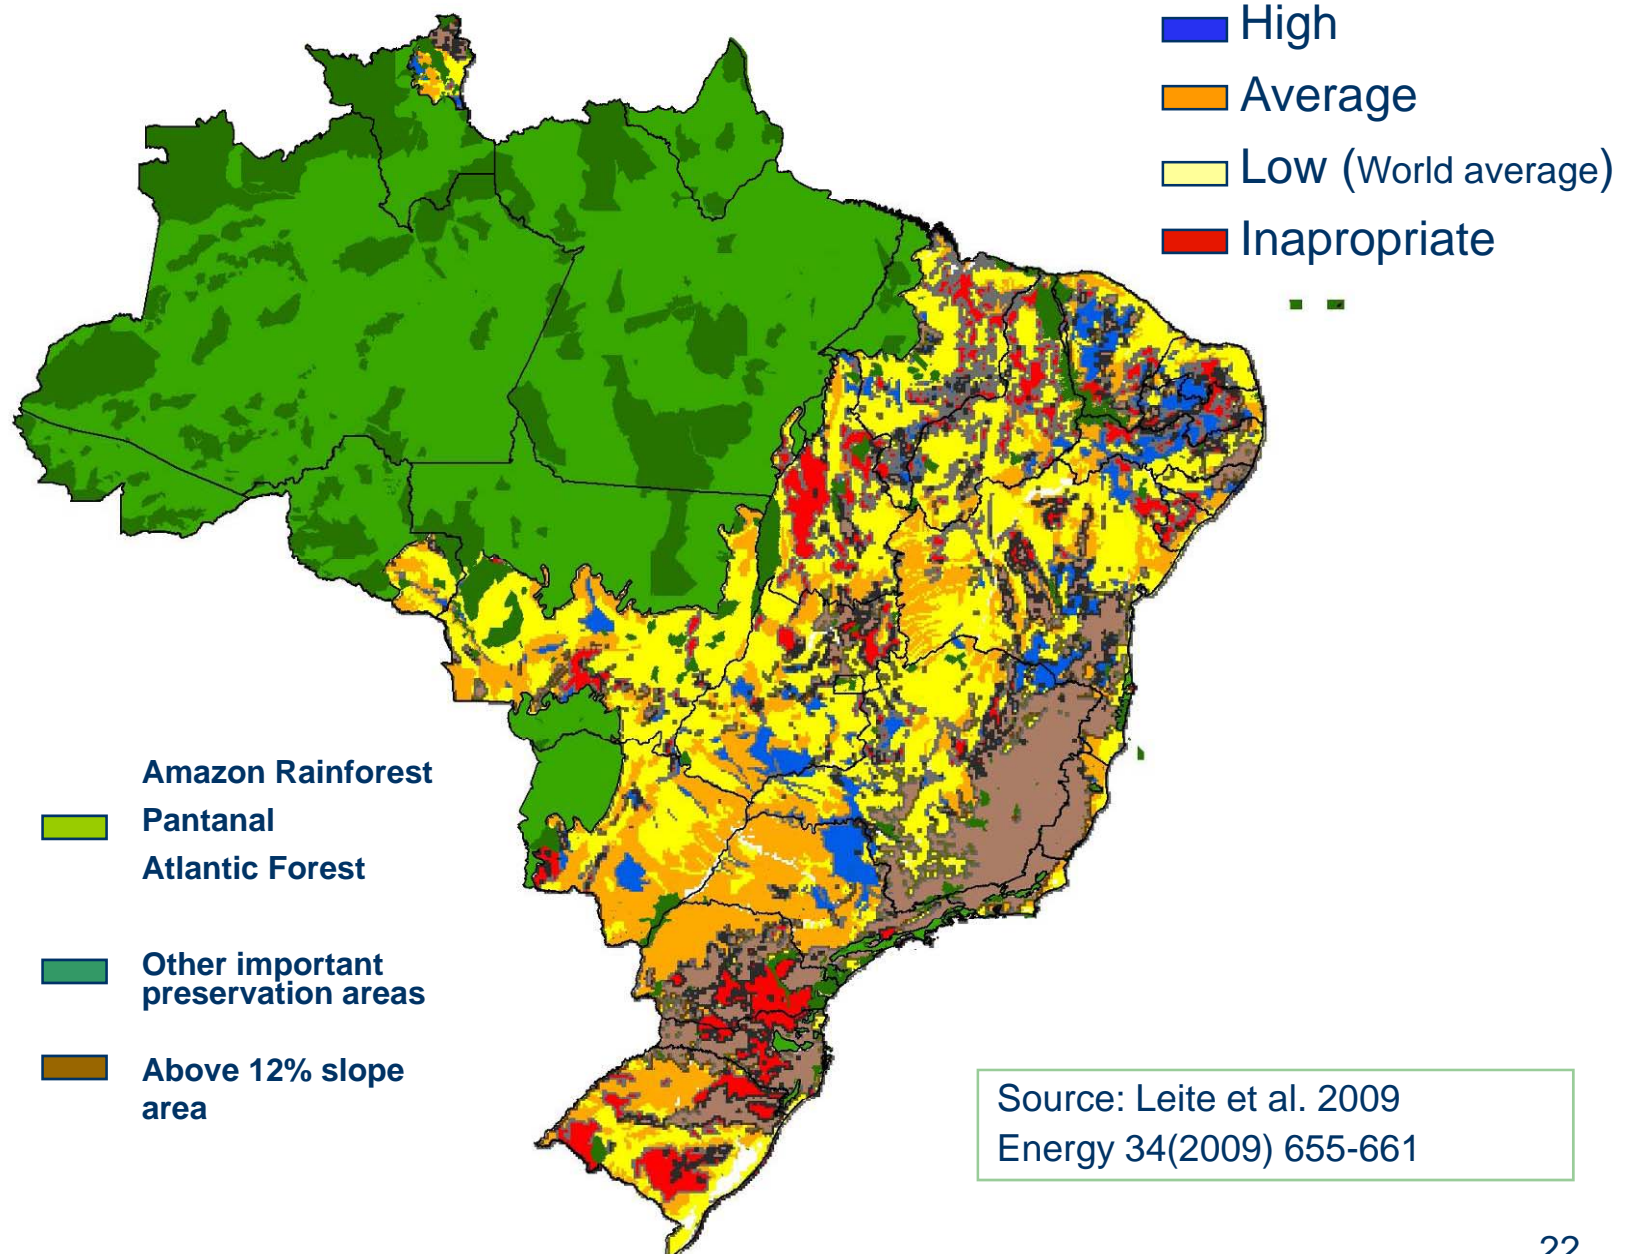 High
Average
Low (World average)
Inapropriate
Amazon Rainforest
Pantanal
Atlantic Forest
Other important
preservation areas
Above 12% slope
area
Source: Leite et al. 2009
Energy 34(2009) 655-661
22